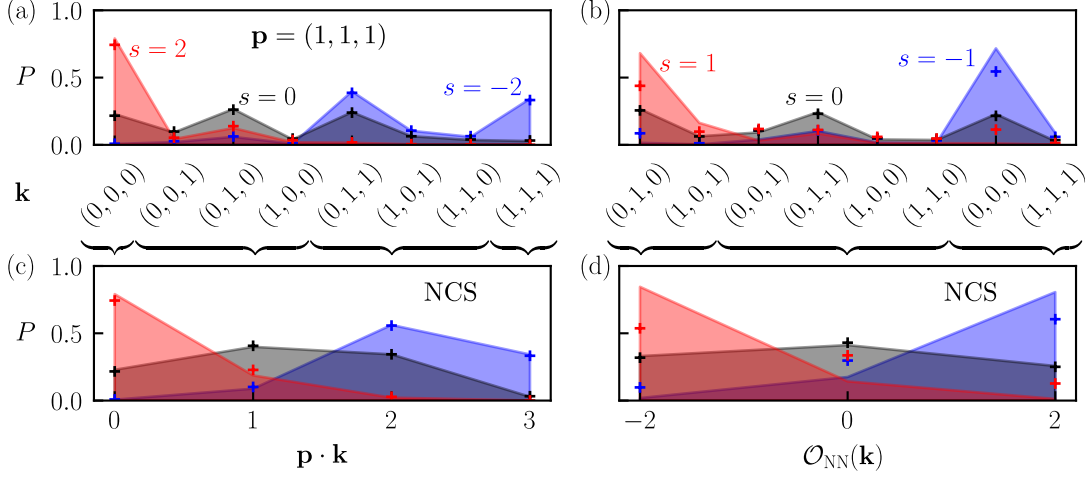 (a) (b)
1.0
0.5
0.0
P
p = (1, 1, 1)
s = 2
s = 0
s = −2
s = 1
s = 0
s = −1
k
(0, 0, 0) (0, 0, 1) (0, 1, 0) (1, 0, 0) (0, 1, 1) (1, 0, 1) (1, 1, 0) (1, 1, 1)
(0, 1, 0) (1, 0, 1) (0, 0, 1) (0, 1, 1) (1, 0, 0) (1, 1, 0) (0, 0, 0) (1, 1, 1)
(c) (d)
1.0
0.5
0.0
P
NCS
NCS
0 1 2 3
−2 0 2
p · k
𝒪NN(k)